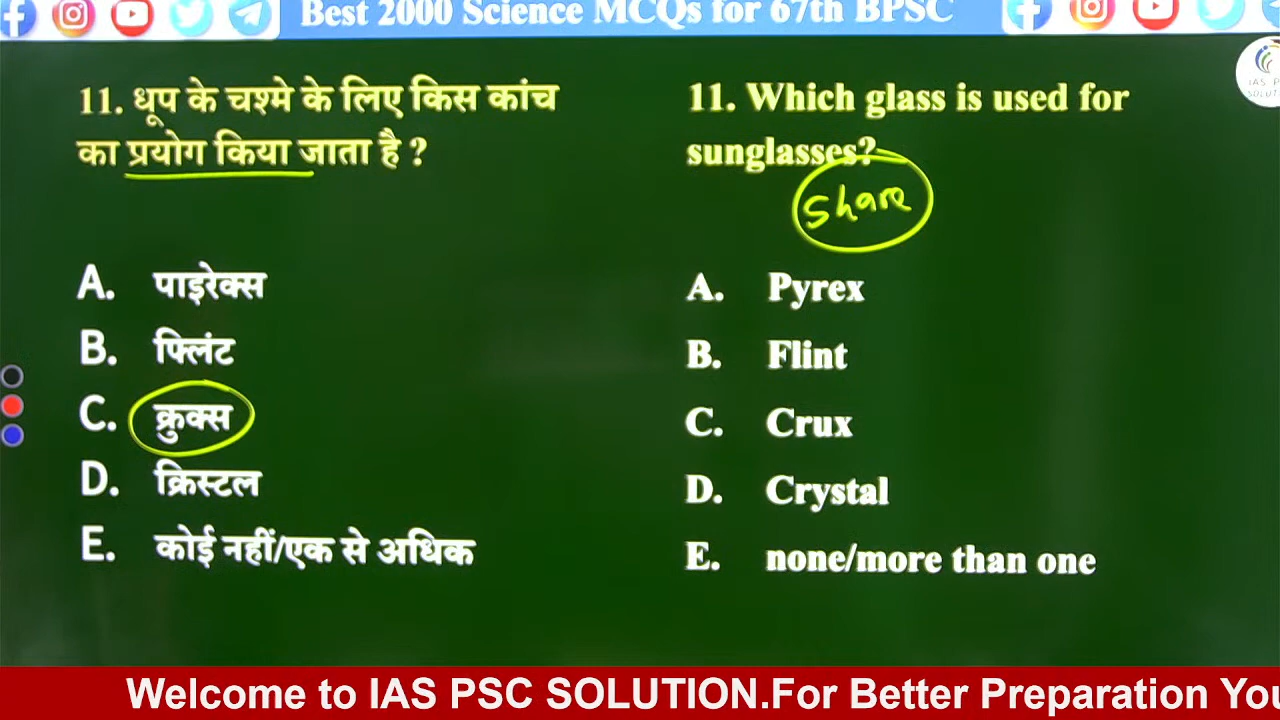 Best 2000 Science MCQs for 67th BPSC
11. धूप के चश्मे के लिए किस कांच
का प्रयोग किया जाता है ?
A. पाइरेक्स
B. फ्लिंट
C. क्रुक्स
D. क्रिस्टल
E. कोई नहीं/एक से अधिक
11. Which glass is used for
sunglasses?
Share
A. Pyrex
B. Flint
C. Crux
D. Crystal
E. none/more than one
Welcome to IAS PSC SOLUTION.For Better Preparation